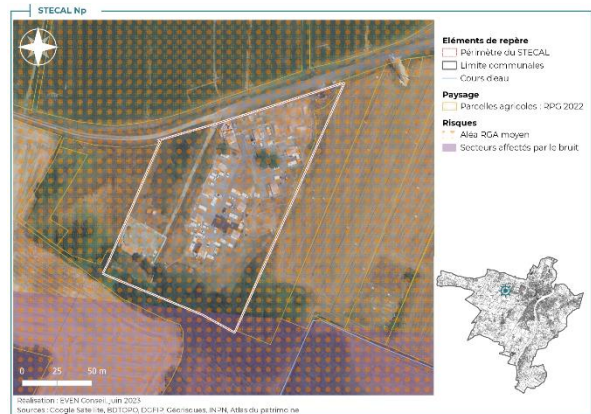 STECAL Np
Eléments de repère
Périmètre du STECAL
Limite communales
Cours d'eau
Paysage
Parcelles agricoles : RPG 2022
Risques
Aléa RGA moyen
Secteurs affectés par le bruit
0 25 50 m
Réalisation : EVEN Conseil, juin 2023
Sources : Google Satellite, BDTOPO, DGFIP, Géorisques, INPN, Atlas du patrimoine